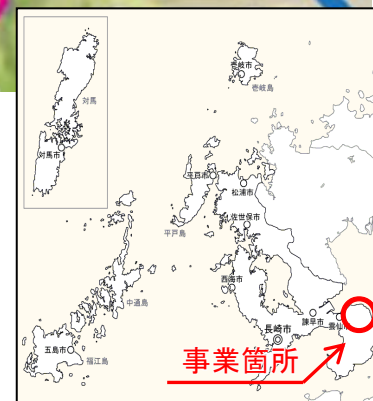 壱岐市
壱岐島
対馬
対馬市
平戸市
松浦市
平戸島
佐世保市
西海市
中通島
長崎市
諫早市
雲仙市
五島市
福江島
事業箇所